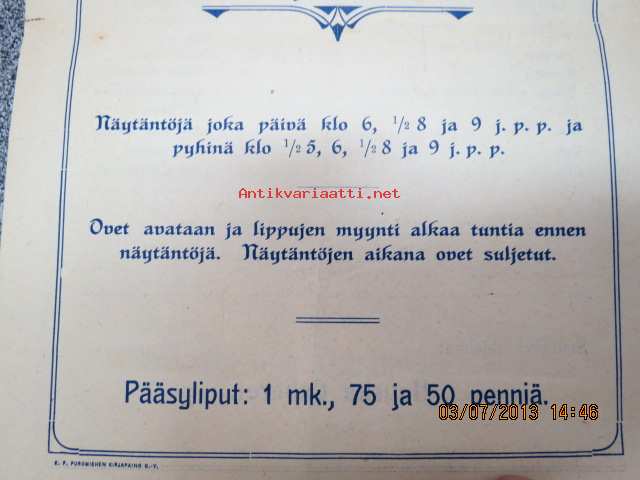 Näytäntöjä joka päivä klo 6, 1/2 8 ja 9 j. p. p. ja
pyhinä klo 1/2 5, 6, 1/2 8 ja 9 j. p. p.
Antikvariaatti.net
Ovet avataan ja lippujen myynti alkaa tuntia ennen
näytäntöjä. Näytäntöjen aikana ovet suljetut.
Pääsyliput: 1 mk., 75 ja 50 penniä.
03/07/2013 14:46
K. F. PUROMIEHEN KIRJAPAINO O.-Y.